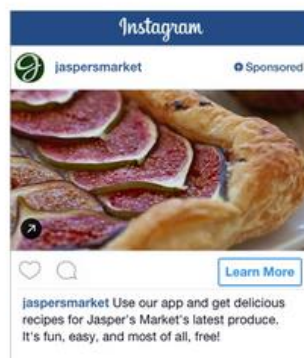 Instagram
jaspersmarket Sponsored
Learn More
jaspersmarket Use our app and get delicious
recipes for Jasper's Market's latest produce.
It's fun, easy, and most of all, free!